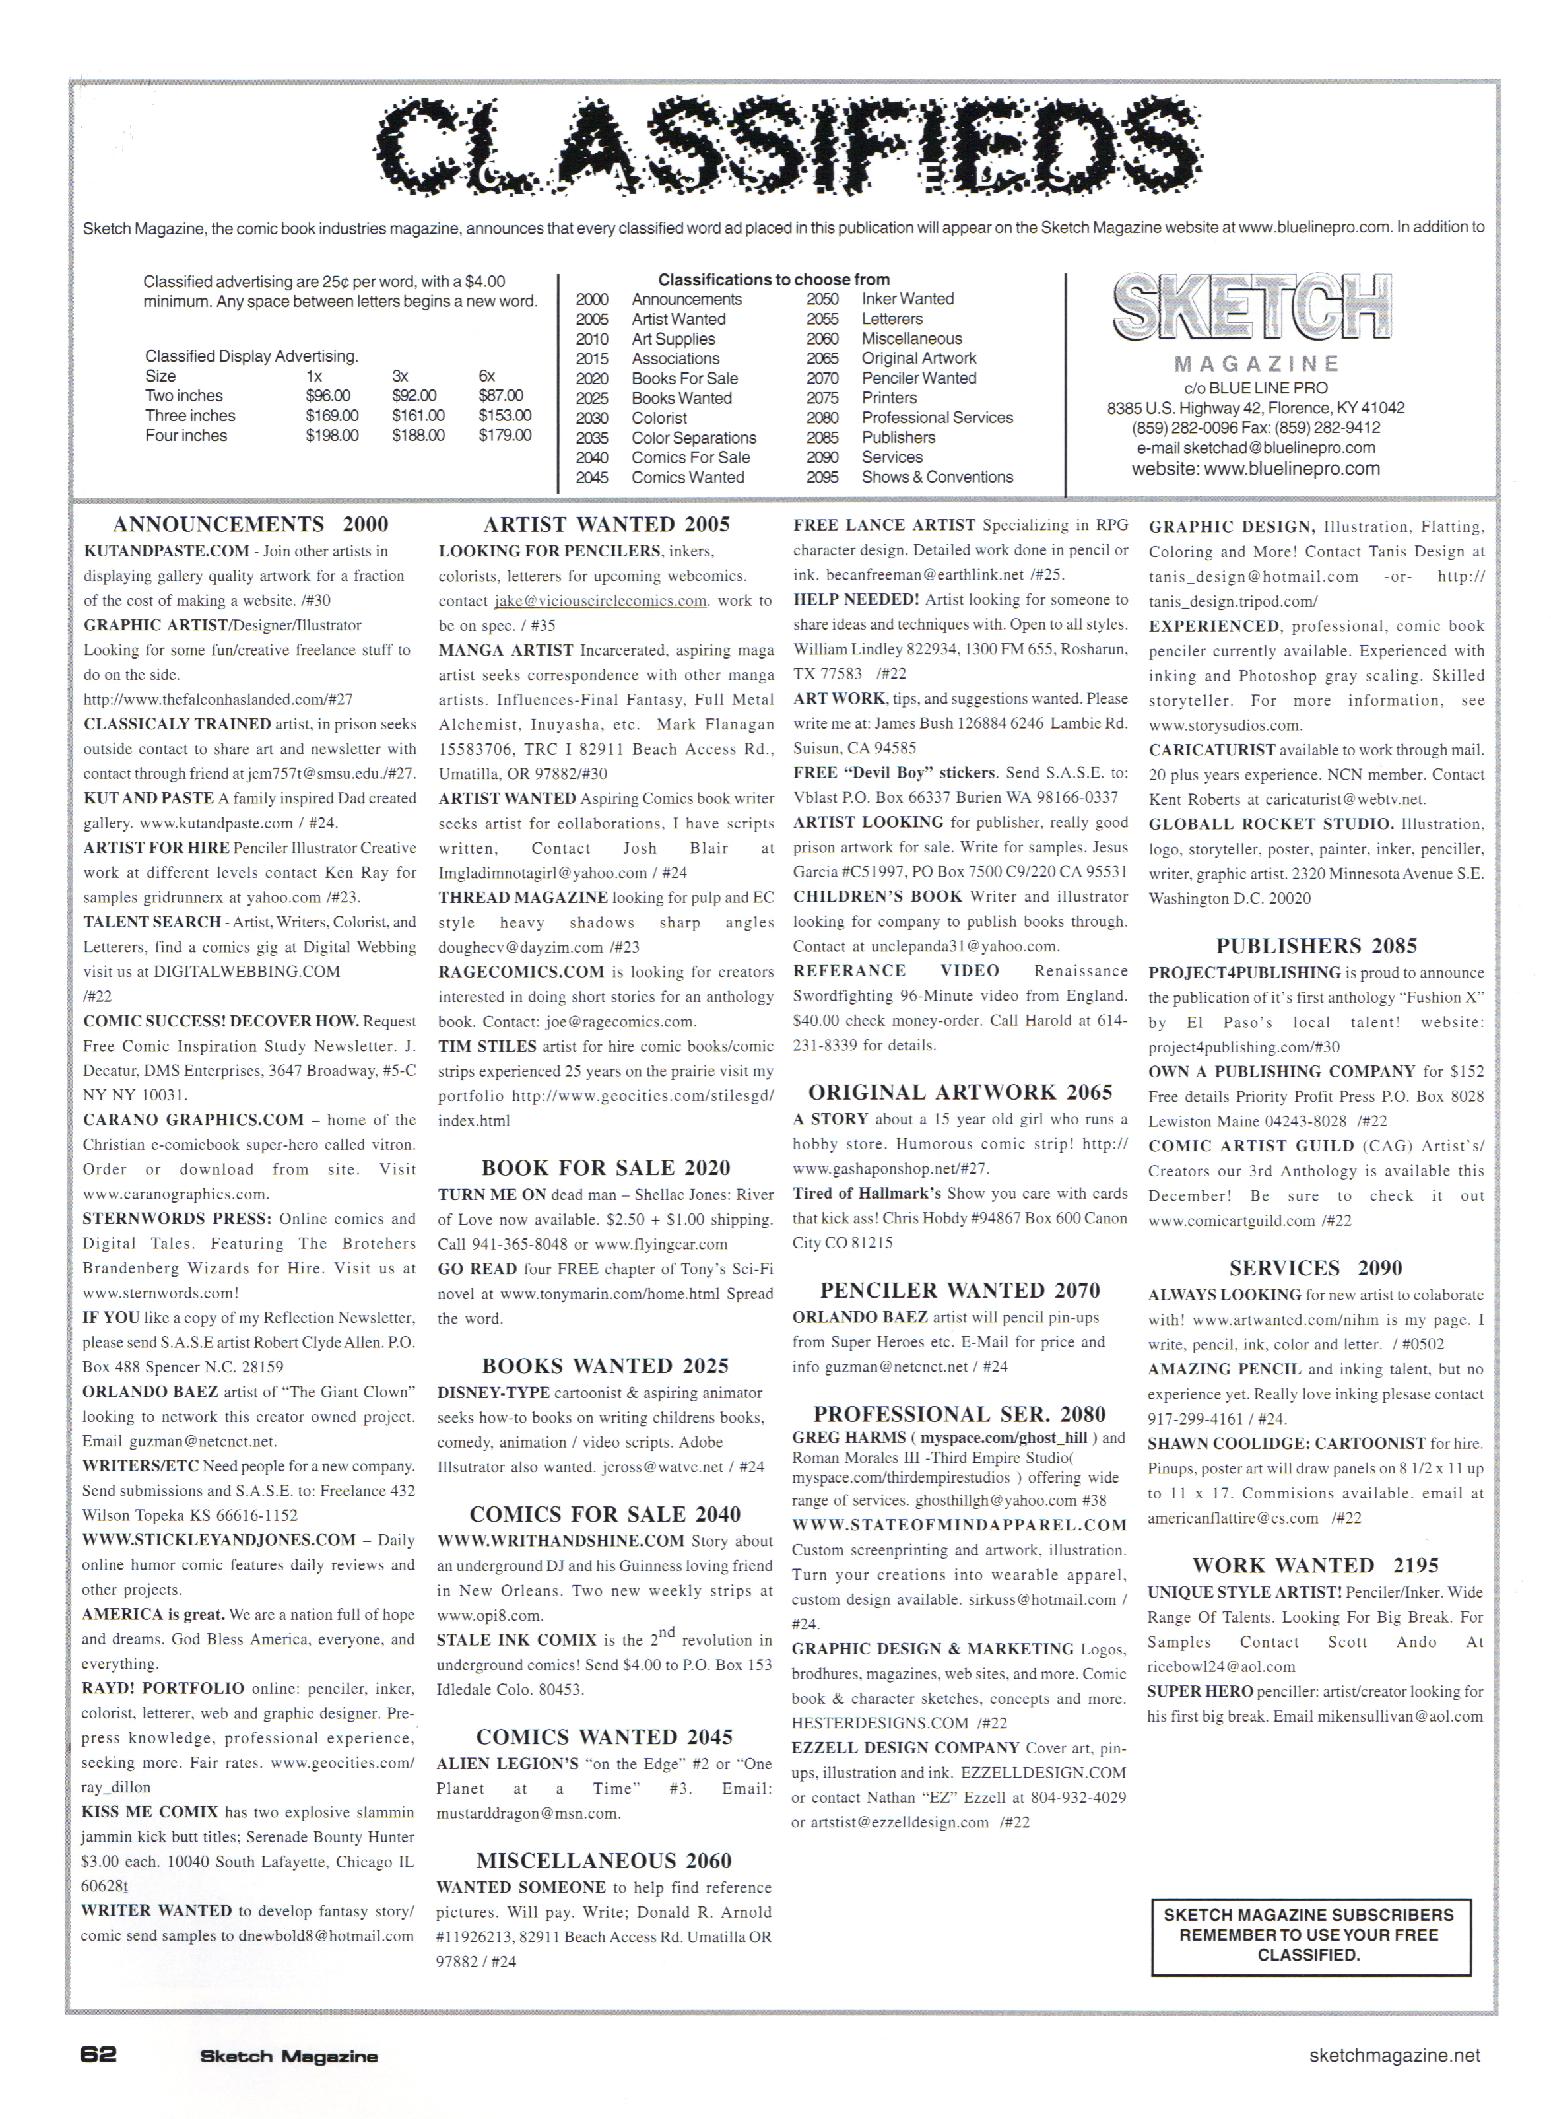 CLASSIFIEDS
Sketch Magazine, the comic book industries magazine, announces that every classified word ad placed in this publication will appear on the Sketch Magazine website at www.bluelinepro.com. In addition to
Classified advertising are 25¢ per word, with a $4.00
minimum. Any space between letters begins a new word.
Classified Display Advertising.
Size 1x 3x 6x
Two inches $96.00 $92.00 $87.00
Three inches $169.00 $161.00 $153.00
Four inches $198.00 $188.00 $179.00
Classifications to choose from
2000 Announcements 2050 Inker Wanted
2005 Artist Wanted 2055 Letterers
2010 Art Supplies 2060 Miscellaneous
2015 Associations 2065 Original Artwork
2020 Books For Sale 2070 Penciler Wanted
2025 Books Wanted 2075 Printers
2030 Colorist 2080 Professional Services
2035 Color Separations 2085 Publishers
2040 Comics For Sale 2090 Services
2045 Comics Wanted 2095 Shows & Conventions
SKETCH
MAGAZINE
c/o BLUE LINE PRO
8385 U.S. Highway 42, Florence, KY 41042
(859) 282-0096 Fax: (859) 282-9412
e-mail sketchad@bluelinepro.com
website: www.bluelinepro.com
ANNOUNCEMENTS 2000
KUTANDPASTE.COM - Join other artists in
displaying gallery quality artwork for a fraction
of the cost of making a website. /#30
GRAPHIC ARTIST/Designer/Illustrator
Looking for some fun/creative freelance stuff to
do on the side.
http://www.thefalconhaslanded.com/#27
CLASSICALY TRAINED artist, in prison seeks
outside contact to share art and newsletter with
contact through friend at jcm757t@smsu.edu./#27.
KUT AND PASTE A family inspired Dad created
gallery. www.kutandpaste.com / #24.
ARTIST FOR HIRE Penciler Illustrator Creative
work at different levels contact Ken Ray for
samples gridrunnerx at yahoo.com /#23.
TALENT SEARCH - Artist, Writers, Colorist, and
Letterers, find a comics gig at Digital Webbing
visit us at DIGITALWEBBING.COM
/#22
COMIC SUCCESS! DECOVER HOW. Request
Free Comic Inspiration Study Newsletter. J.
Decatur, DMS Enterprises, 3647 Broadway, #5-C
NY NY 10031.
CARANO GRAPHICS.COM – home of the
Christian e-comicbook super-hero called vitron.
Order or download from site. Visit
www.caranographics.com.
STERNWORDS PRESS: Online comics and
Digital Tales. Featuring The Brotehers
Brandenberg Wizards for Hire. Visit us at
www.sternwords.com!
IF YOU like a copy of my Reflection Newsletter,
please send S.A.S.E artist Robert Clyde Allen. P.O.
Box 488 Spencer N.C. 28159
ORLANDO BAEZ artist of “The Giant Clown”
looking to network this creator owned project.
Email guzman@netcnct.net.
WRITERS/ETC Need people for a new company.
Send submissions and S.A.S.E. to: Freelance 432
Wilson Topeka KS 66616-1152
WWW.STICKLEYANDJONES.COM – Daily
online humor comic features daily reviews and
other projects.
AMERICA is great. We are a nation full of hope
and dreams. God Bless America, everyone, and
everything.
RAYD! PORTFOLIO online: penciler, inker,
colorist, letterer, web and graphic designer. Pre-
press knowledge, professional experience,
seeking more. Fair rates. www.geocities.com/
ray_dillon
KISS ME COMIX has two explosive slammin
jammin kick butt titles; Serenade Bounty Hunter
$3.00 each. 10040 South Lafayette, Chicago IL
60628t
WRITER WANTED to develop fantasy story/
comic send samples to dnewbold8@hotmail.com
ARTIST WANTED 2005
LOOKING FOR PENCILERS, inkers,
colorists, letterers for upcoming webcomics.
contact jake@viciouscirclecomics.com. work to
be on spec. / #35
MANGA ARTIST Incarcerated, aspiring maga
artist seeks correspondence with other manga
artists. Influences-Final Fantasy, Full Metal
Alchemist, Inuyasha, etc. Mark Flanagan
15583706, TRC I 82911 Beach Access Rd.,
Umatilla, OR 97882/#30
ARTIST WANTED Aspiring Comics book writer
seeks artist for collaborations, I have scripts
written, Contact Josh Blair at
Imgladimnotagirl@yahoo.com / #24
THREAD MAGAZINE looking for pulp and EC
style heavy shadows sharp angles
doughecv@dayzim.com /#23
RAGECOMICS.COM is looking for creators
interested in doing short stories for an anthology
book. Contact: joe@ragecomics.com.
TIM STILES artist for hire comic books/comic
strips experienced 25 years on the prairie visit my
portfolio http://www.geocities.com/stilesgd/
index.html
BOOK FOR SALE 2020
TURN ME ON dead man – Shellac Jones: River
of Love now available. $2.50 + $1.00 shipping.
Call 941-365-8048 or www.flyingcar.com
GO READ four FREE chapter of Tony’s Sci-Fi
novel at www.tonymarin.com/home.html Spread
the word.
BOOKS WANTED 2025
DISNEY-TYPE cartoonist & aspiring animator
seeks how-to books on writing childrens books,
comedy, animation / video scripts. Adobe
Illsutrator also wanted. jcross@watvc.net / #24
COMICS FOR SALE 2040
WWW.WRITHANDSHINE.COM Story about
an underground DJ and his Guinness loving friend
in New Orleans. Two new weekly strips at
www.opi8.com.
STALE INK COMIX is the 2nd revolution in
underground comics! Send $4.00 to P.O. Box 153
Idledale Colo. 80453.
COMICS WANTED 2045
ALIEN LEGION’S “on the Edge” #2 or “One
Planet at a Time” #3. Email:
mustarddragon@msn.com.
MISCELLANEOUS 2060
WANTED SOMEONE to help find reference
pictures. Will pay. Write; Donald R. Arnold
#11926213, 82911 Beach Access Rd. Umatilla OR
97882 / #24
FREE LANCE ARTIST Specializing in RPG
character design. Detailed work done in pencil or
ink. becanfreeman@earthlink.net /#25.
HELP NEEDED! Artist looking for someone to
share ideas and techniques with. Open to all styles.
William Lindley 822934, 1300 FM 655, Rosharun,
TX 77583 /#22
ART WORK, tips, and suggestions wanted. Please
write me at: James Bush 126884 6246 Lambie Rd.
Suisun, CA 94585
FREE “Devil Boy” stickers. Send S.A.S.E. to:
Vblast P.O. Box 66337 Burien WA 98166-0337
ARTIST LOOKING for publisher, really good
prison artwork for sale. Write for samples. Jesus
Garcia #C51997, PO Box 7500 C9/220 CA 95531
CHILDREN’S BOOK Writer and illustrator
looking for company to publish books through.
Contact at unclepanda31@yahoo.com.
REFERANCE VIDEO Renaissance
Swordfighting 96-Minute video from England.
$40.00 check money-order. Call Harold at 614-
231-8339 for details.
ORIGINAL ARTWORK 2065
A STORY about a 15 year old girl who runs a
hobby store. Humorous comic strip! http://
www.gashaponshop.net/#27.
Tired of Hallmark’s Show you care with cards
that kick ass! Chris Hobdy #94867 Box 600 Canon
City CO 81215
PENCILER WANTED 2070
ORLANDO BAEZ artist will pencil pin-ups
from Super Heroes etc. E-Mail for price and
info guzman@netcnct.net / #24
PROFESSIONAL SER. 2080
GREG HARMS ( myspace.com/ghost_hill ) and
Roman Morales III -Third Empire Studio(
myspace.com/thirdempirestudios ) offering wide
range of services. ghosthillgh@yahoo.com #38
WWW.STATEOFMINDAPPAREL.COM
Custom screenprinting and artwork, illustration.
Turn your creations into wearable apparel,
custom design available. sirkuss@hotmail.com /
#24.
GRAPHIC DESIGN & MARKETING Logos,
brodhures, magazines, web sites, and more. Comic
book & character sketches, concepts and more.
HESTERDESIGNS.COM /#22
EZZELL DESIGN COMPANY Cover art, pin-
ups, illustration and ink. EZZELLDESIGN.COM
or contact Nathan “EZ” Ezzell at 804-932-4029
or artstist@ezzelldesign.com /#22
GRAPHIC DESIGN, Illustration, Flatting,
Coloring and More! Contact Tanis Design at
tanis_design@hotmail.com -or- http://
tanis_design.tripod.com/
EXPERIENCED, professional, comic book
penciler currently available. Experienced with
inking and Photoshop gray scaling. Skilled
storyteller. For more information, see
www.storysudios.com.
CARICATURIST available to work through mail.
20 plus years experience. NCN member. Contact
Kent Roberts at caricaturist@webtv.net.
GLOBALL ROCKET STUDIO. Illustration,
logo, storyteller, poster, painter, inker, penciller,
writer, graphic artist. 2320 Minnesota Avenue S.E.
Washington D.C. 20020
PUBLISHERS 2085
PROJECT4PUBLISHING is proud to announce
the publication of it’s first anthology “Fushion X”
by El Paso’s local talent! website:
project4publishing.com/#30
OWN A PUBLISHING COMPANY for $152
Free details Priority Profit Press P.O. Box 8028
Lewiston Maine 04243-8028 /#22
COMIC ARTIST GUILD (CAG) Artist’s/
Creators our 3rd Anthology is available this
December! Be sure to check it out
www.comicartguild.com /#22
SERVICES 2090
ALWAYS LOOKING for new artist to colaborate
with! www.artwanted.com/nihm is my page. I
write, pencil, ink, color and letter. / #0502
AMAZING PENCIL and inking talent, but no
experience yet. Really love inking plesase contact
917-299-4161 / #24.
SHAWN COOLIDGE: CARTOONIST for hire.
Pinups, poster art will draw panels on 8 1/2 x 11 up
to 11 x 17. Commisions available. email at
americanflattire@cs.com /#22
WORK WANTED 2195
UNIQUE STYLE ARTIST! Penciler/Inker. Wide
Range Of Talents. Looking For Big Break. For
Samples Contact Scott Ando At
ricebowl24@aol.com
SUPER HERO penciller: artist/creator looking for
his first big break. Email mikensullivan@aol.com
SKETCH MAGAZINE SUBSCRIBERS
REMEMBER TO USE YOUR FREE
CLASSIFIED.
62 Sketch Magazine sketchmagazine.net